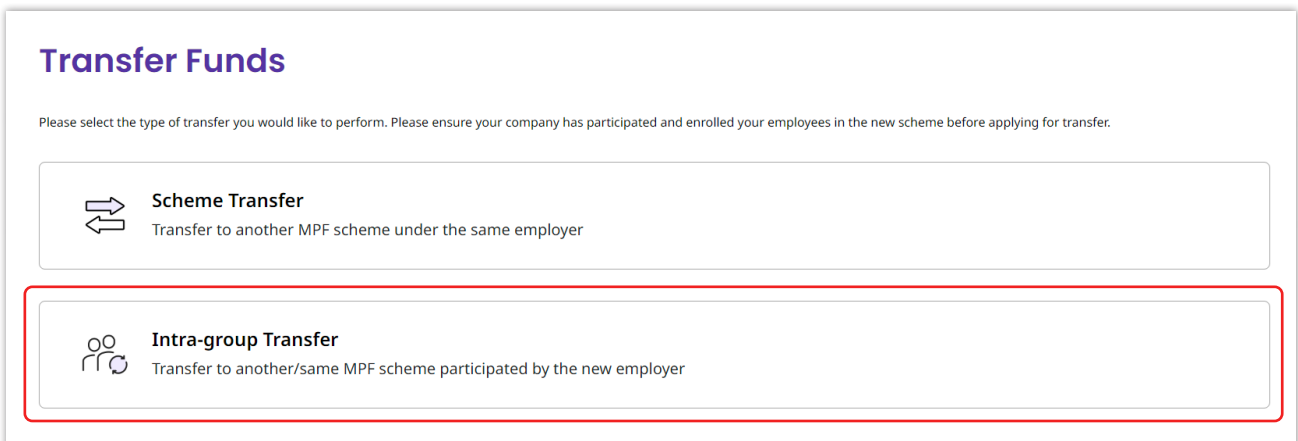 Transfer Funds
Please select the type of transfer you would like to perform. Please ensure your company has participated and enrolled your employees in the new scheme before applying for transfer.
Scheme Transfer
Transfer to another MPF scheme under the same employer
Intra-group Transfer
Transfer to another/same MPF scheme participated by the new employer